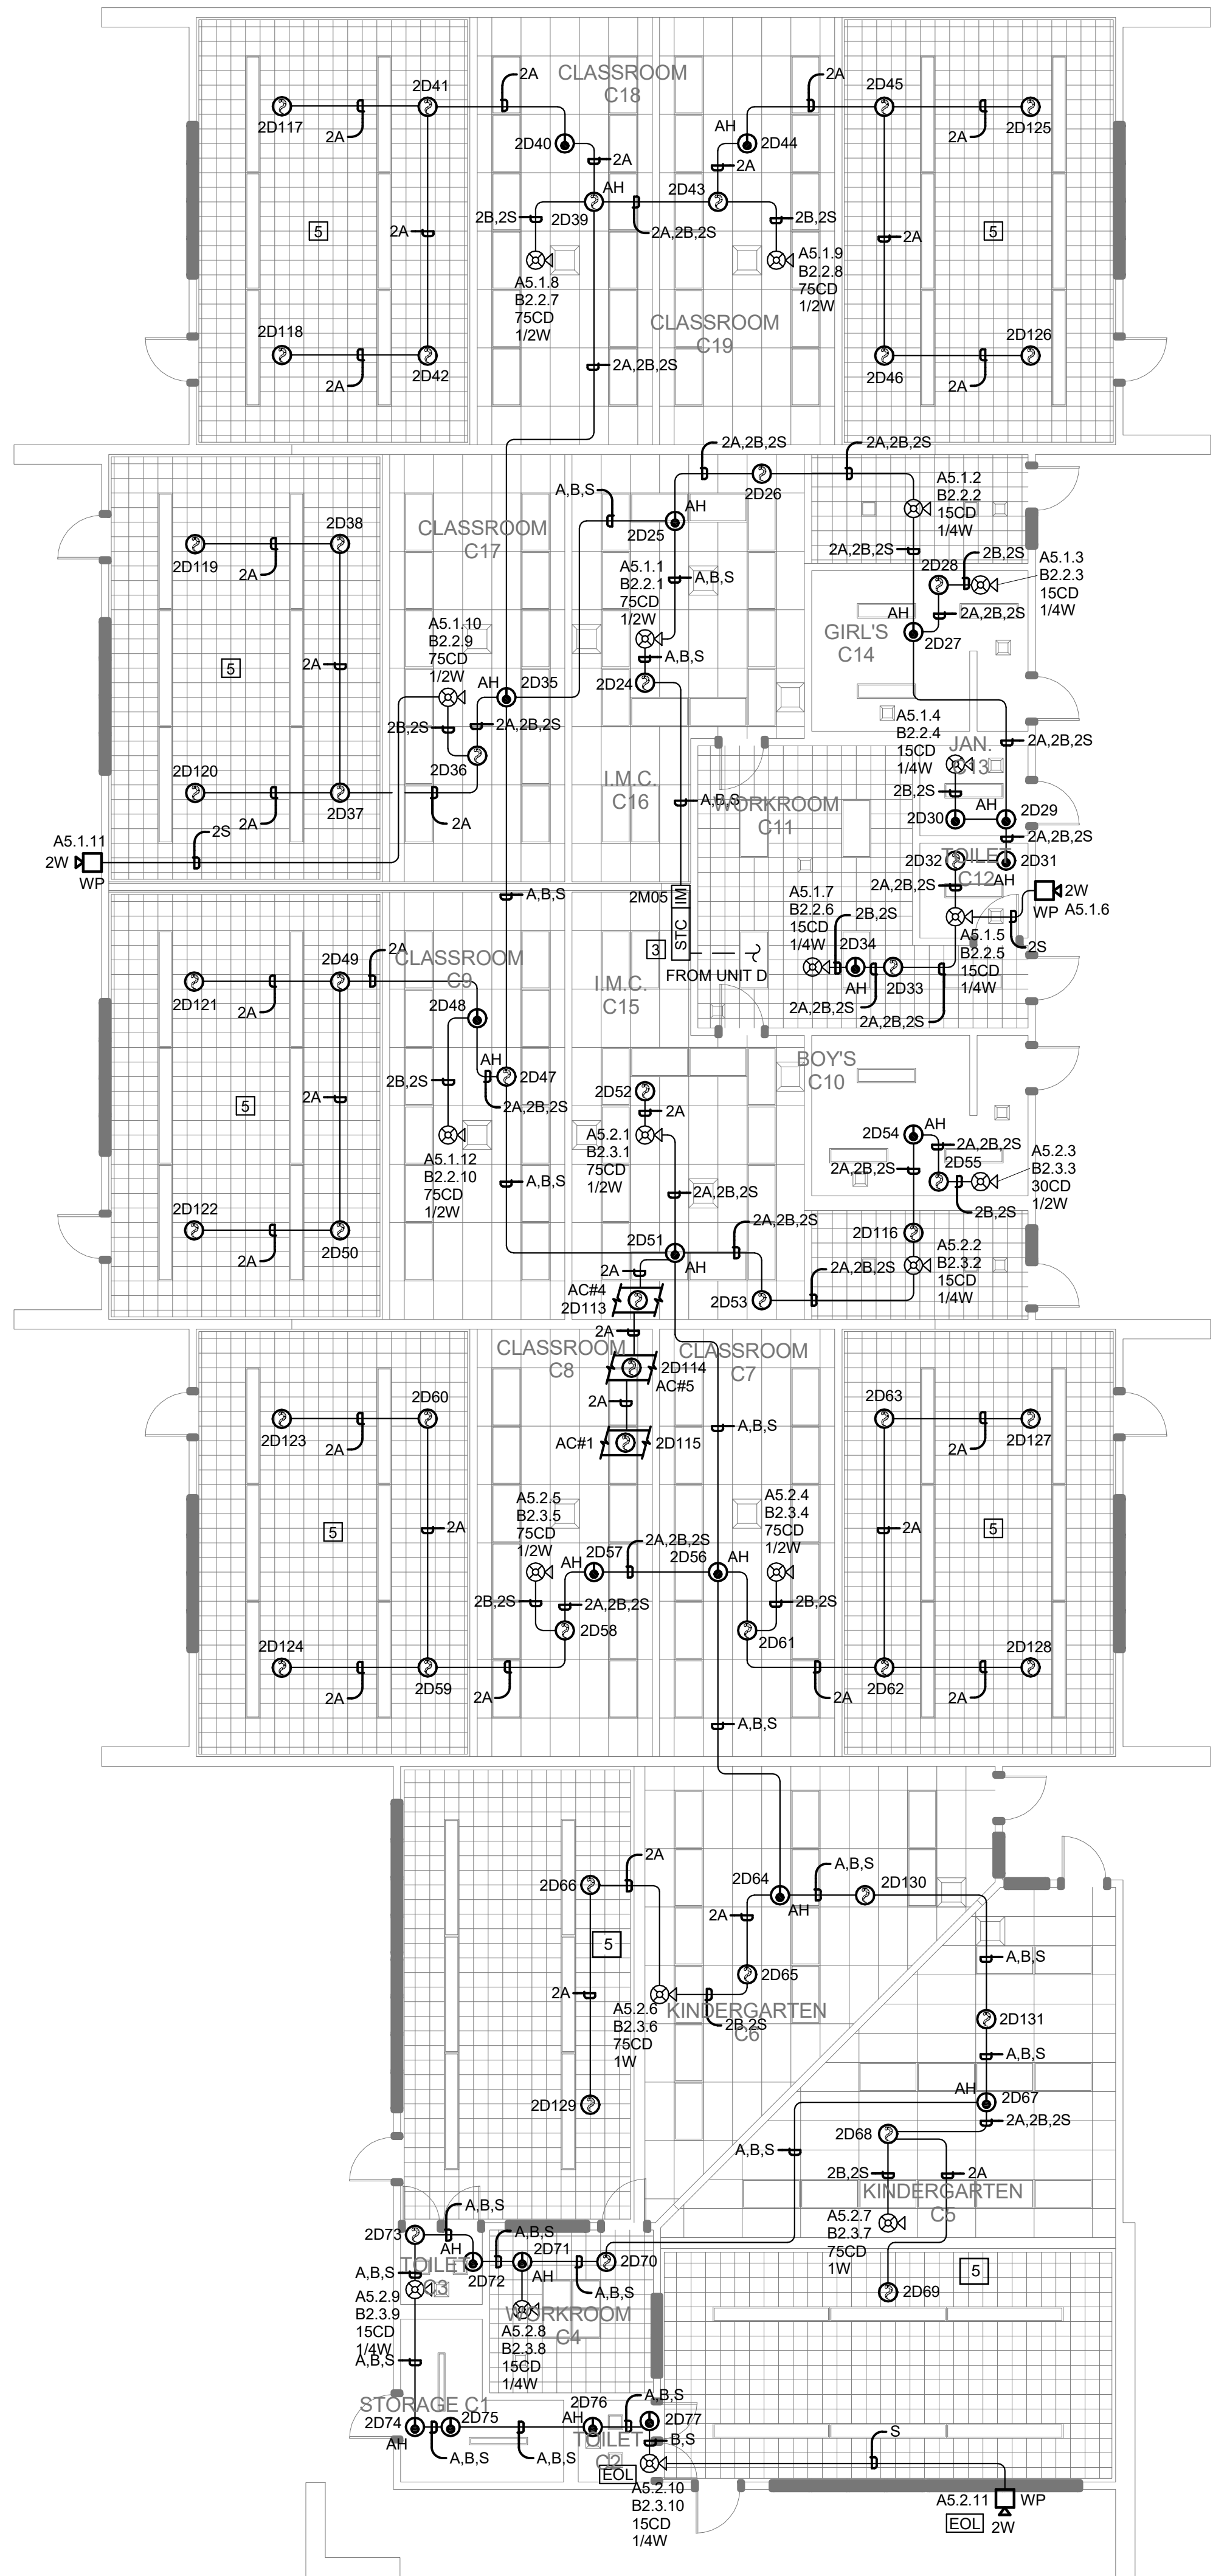 CLASSROOM
C18
2A
2A
2D41
2D45
2D117
2A
2D125
2A
2D40
AH
2D44
2A
2A
AH
2D39
2D43
2B,2S
2B,2S
2A,2B,2S
2A
5
2A
5
A5.1.8
B2.2.7
75CD
1/2W
A5.1.9
B2.2.8
75CD
1/2W
CLASSROOM
C19
2D118
2A
2D42
2D46
2D126
2A
2A,2B,2S
2A,2B,2S
2A,2B,2S
2D26
A,B,S
AH
2D25
A5.1.2
B2.2.2
15CD
1/4W
CLASSROOM
C17
2D38
2D119
2A
2A,2B,2S
2D28
2B,2S
A5.1.3
B2.2.3
15CD
1/4W
A5.1.1
B2.2.1
75CD
1/2W
A,B,S
AH
2A,2B,2S
2D27
GIRL'S
C14
A5.1.10
B2.2.9
75CD
1/2W
A,B,S
2A
5
AH
2D35
2D24
2B,2S
2A,2B,2S
2D36
A5.1.4
B2.2.4
15CD
1/4W
JAN.
C13
2A,2B,2S
2D120
2A
2D37
2A
I.M.C.
C16
A,B,S
WORKROOM
C11
2B,2S
AH
2D30
2D29
2S
A5.1.11
2W
WP
2A,2B,2S
2D32
TOILET
C12
2D31
AH
2A,2B,2S
2M05
IM
STC
3
FROM UNIT D
A,B,S
A5.1.7
B2.2.6
15CD
1/4W
2B,2S
2D34
AH
2D33
2A,2B,2S
2A,2B,2S
2W
WP
A5.1.6
2S
A5.1.5
B2.2.5
15CD
1/4W
2A
CLASSROOM
C9
2D49
2D121
2A
2D48
I.M.C.
C15
AH
2D47
2B,2S
2A,2B,2S
2A
5
BOY'S
C10
2D52
2A
A5.2.1
B2.3.1
75CD
1/2W
2D54
AH
2A,2B,2S
2D55
2A,2B,2S
A5.2.3
B2.3.3
30CD
1/2W
2B,2S
A5.1.12
B2.2.10
75CD
1/2W
A,B,S
2A,2B,2S
2D122
2A
2D50
2D51
AH
2A,2B,2S
2D116
A5.2.2
B2.3.2
15CD
1/4W
2A
AC#4
2D113
2D53
2A,2B,2S
2A
CLASSROOM
C8
2D114
AC#5
CLASSROOM
C7
2A
2D60
2D123
2A
2D63
2D127
2A
A,B,S
AC#1
2D115
A5.2.5
B2.3.5
75CD
1/2W
A5.2.4
B2.3.4
75CD
1/2W
5
2A
2A
5
AH
2D57
2A,2B,2S
2D56
AH
2B,2S
2A,2B,2S
2B,2S
2D58
2D61
2D124
2A
2D59
2A
2A
2D62
2D128
2A
A,B,S
2A
2D66
2D64
AH
A,B,S
2D130
2A
5
A,B,S
2D65
2A
A5.2.6
B2.3.6
75CD
1W
KINDERGARTEN
C6
2B,2S
2D131
A,B,S
AH
2D67
2D129
2A,2B,2S
2D68
A,B,S
2B,2S
2A
KINDERGARTEN
C5
A5.2.7
B2.3.7
75CD
1W
A,B,S
2D73
A,B,S
AH
2D71
2D70
TOILET
C3
2D72
AH
A,B,S
A,B,S
5
2D69
A5.2.9
B2.3.9
15CD
1/4W
WORKROOM
C4
A5.2.8
B2.3.8
15CD
1/4W
A,B,S
STORAGE C1
2D74
AH
2D75
2D76
AH
A,B,S
2D77
A,B,S
A,B,S
TOILET
C2
B,S
S
EOL
A5.2.10
B2.3.10
15CD
1/4W
A5.2.11
WP
EOL
2W